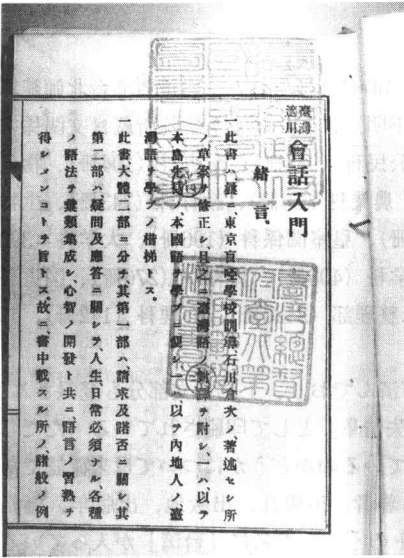 臺灣適用 會話入門
緒言。
一此書ハ曩ニ、東京盲啞學校訓導石川倉次ノ著述セシ所
ノ草案ヲ修正シ、且之ニ臺灣語ノ對譯ヲ附シ、一ハ、以テ
本島先進ノ、本國語ヲ學ブニ便シ、一ハ、以テ內地人ノ、臺
灣語ヲ學ブノ楷梯トス。
此書大體二部ニ分チ、其第一部ハ、請求及諾否ニ關シ、其
第二部ハ、疑問及應答ニ關シテ、人生日常必須ナル、各種
ノ語法ヲ彙類集成シ、心智ノ開發ト共ニ、語言ノ習熟ヲ
得シメンコトヲ旨トス。故ニ、書中載スル所ノ、諸般ノ例